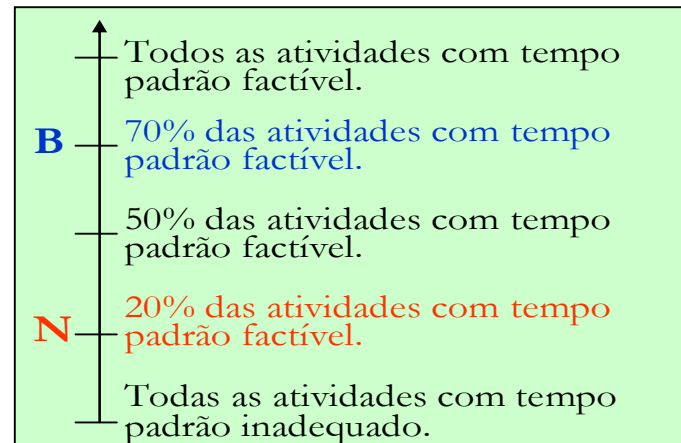 Todos as atividades com tempo
padrão factível.
B
70% das atividades com tempo
padrão factível.
50% das atividades com tempo
padrão factível.
N
20% das atividades com tempo
padrão factível.
Todas as atividades com tempo
padrão inadequado.